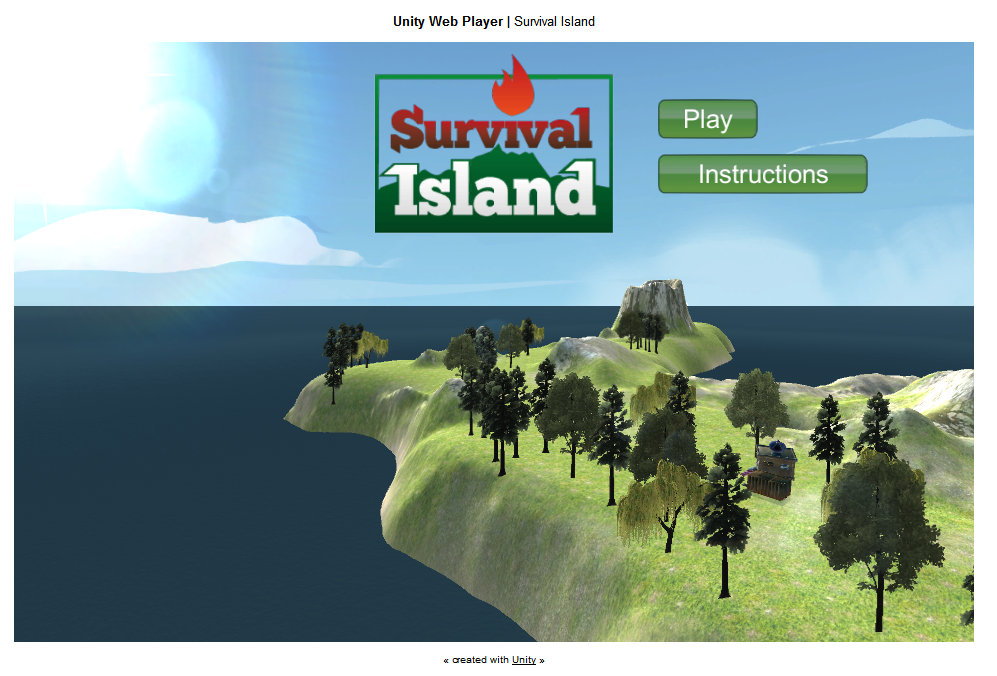 Unity Web Player | Survival Island
Survival
Island
Play
Instructions
« created with Unity »